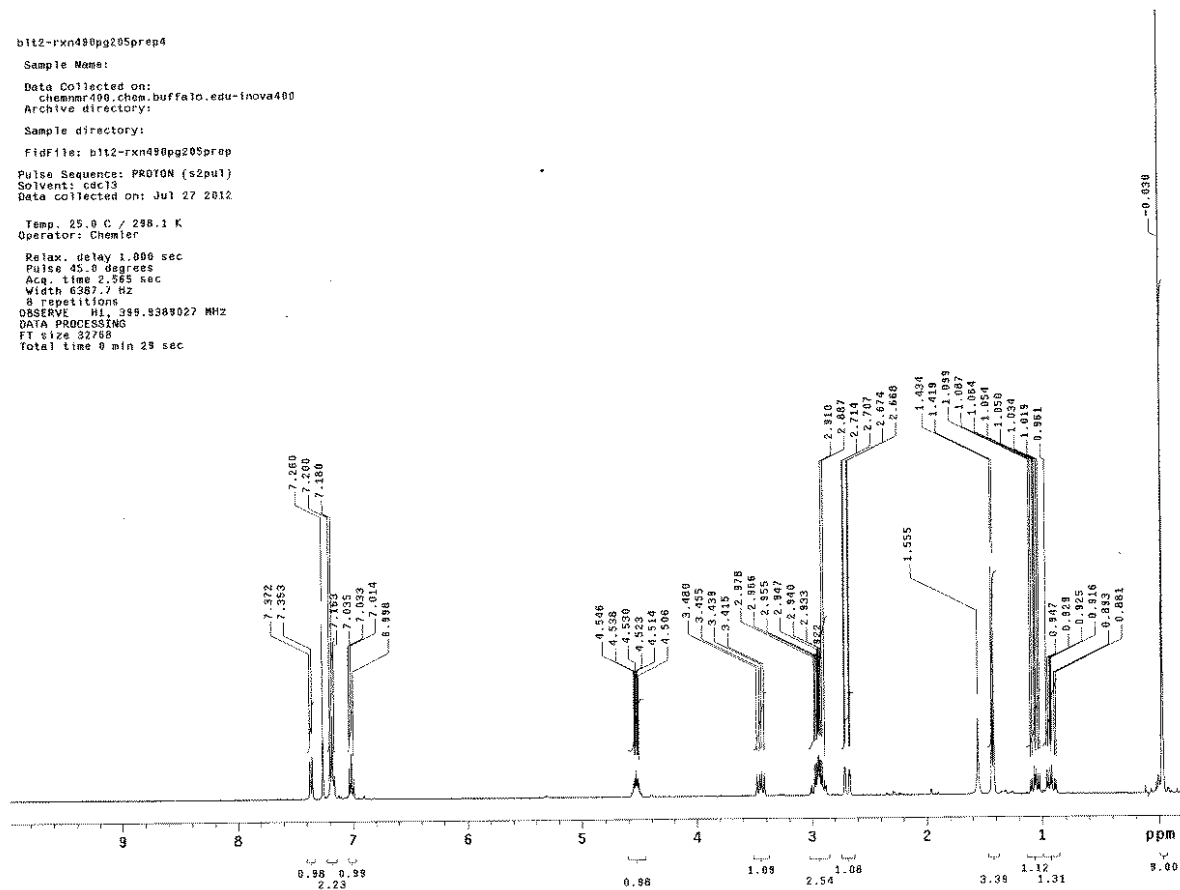 blt2-rxn490pg205prep4
Sample Name:
Data Collected on:
chemnmr400.chem.buffalo.edu-inova400
Archive directory:
Sample directory:
FidFile: blt2-rxn490pg205prep
Pulse Sequence: PROTON (s2pul)
Solvent: cdcl3
Data collected on: Jul 27 2012
Temp. 25.0 C / 298.1 K
Operator: Chemler
Relax. delay 1.000 sec
Pulse 45.0 degrees
Acq. time 2.565 sec
Width 6387.7 Hz
8 repetitions
OBSERVE H1, 399.9389027 MHz
DATA PROCESSING
FT size 32768
Total time 0 min 29 sec
-0.030
7.372
7.353
7.260
7.200
7.180
7.163
7.035
7.033
7.014
6.998
4.546
4.538
4.530
4.523
4.514
4.506
3.480
3.455
3.439
3.415
2.978
2.966
2.955
2.947
2.940
2.933
2.910
2.887
2.714
2.707
2.674
2.668
1.555
1.434
1.419
1.099
1.087
1.064
1.054
1.050
1.034
1.019
0.961
0.947
0.929
0.925
0.916
0.893
0.881
9 8 7 6 5 4 3 2 1 ppm
0.98
2.23
0.99
0.98
1.09
2.54
1.08
3.39
1.12
1.31
9.00